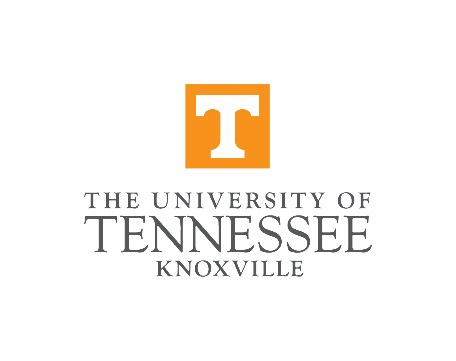 T
THE UNIVERSITY OF
TENNESSEE
KNOXVILLE